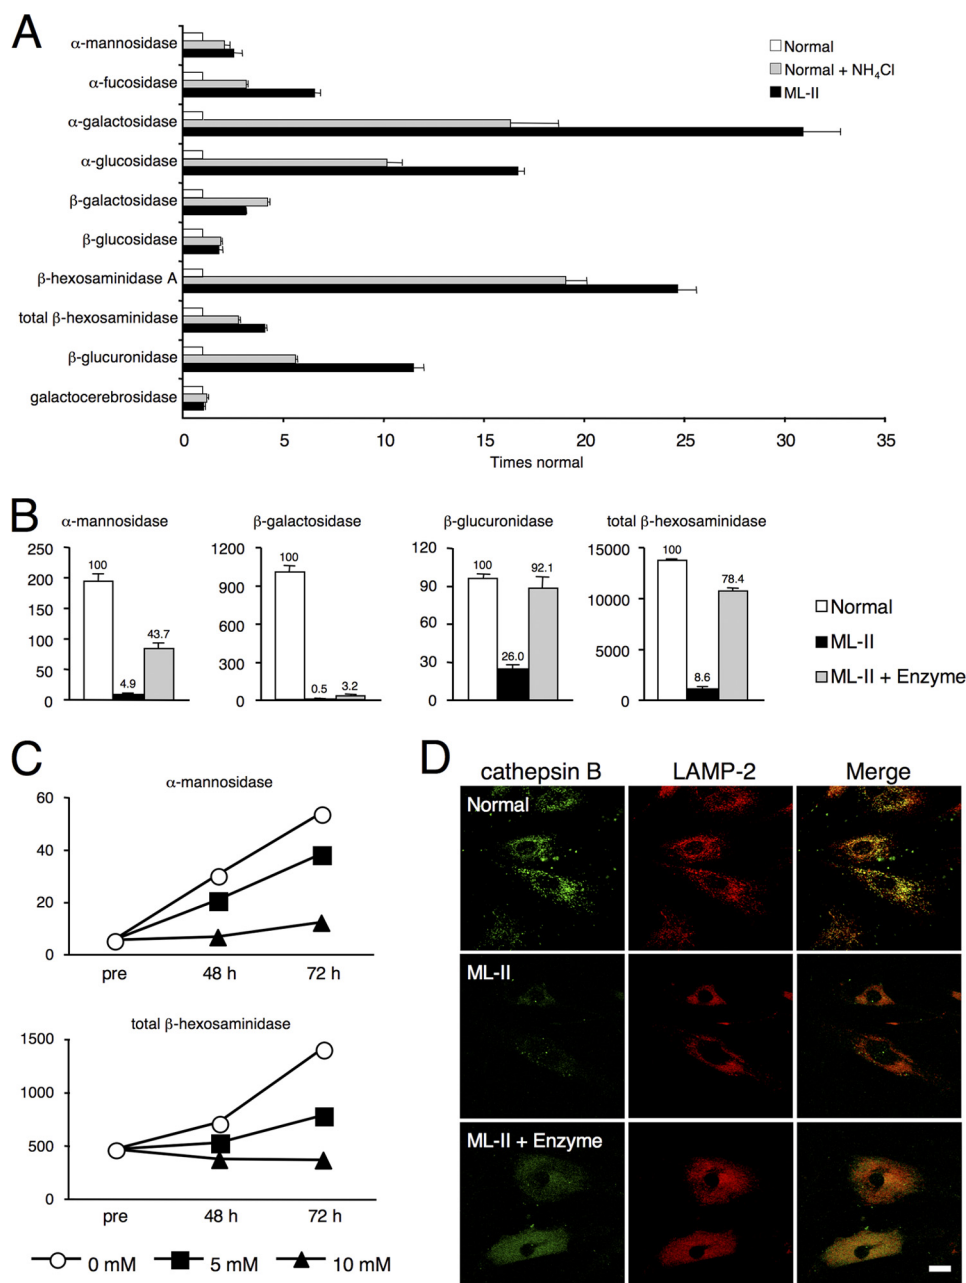 A
α-mannosidase
α-fucosidase
α-galactosidase
α-glucosidase
β-galactosidase
β-glucosidase
β-hexosaminidase A
total β-hexosaminidase
β-glucuronidase
galactocerebrosidase
Normal
Normal + NH4Cl
ML-II
0 5 10 15 20 25 30 35
Times normal
B
α-mannosidase
250
200
150
100
50
0
100
4.9
43.7
β-galactosidase
1200
900
600
300
0
100
0.5
3.2
β-glucuronidase
120
90
60
30
0
100
26.0
92.1
total β-hexosaminidase
15000
10000
5000
0
100
8.6
78.4
Normal
ML-II
ML-II + Enzyme
C
α-mannosidase
60
40
20
0
pre 48 h 72 h
total β-hexosaminidase
1500
1000
500
0
pre 48 h 72 h
0 mM 5 mM 10 mM
D
cathepsin B LAMP-2 Merge
Normal
ML-II
ML-II + Enzyme